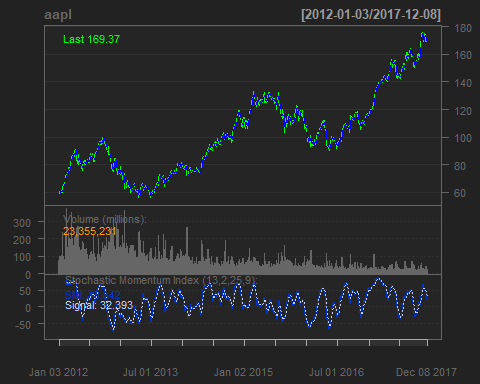 aapl [2012-01-03/2017-12-08]
Last 169.37
180
160
140
120
100
80
60
Volume (millions):
23,355,231
300
200
100
0
Stochastic Momentum Index (13,2,25,9):
Signal: 32.393
50
0
-50
Jan 03 2012 Jul 01 2013 Jan 02 2015 Jul 01 2016 Dec 08 2017